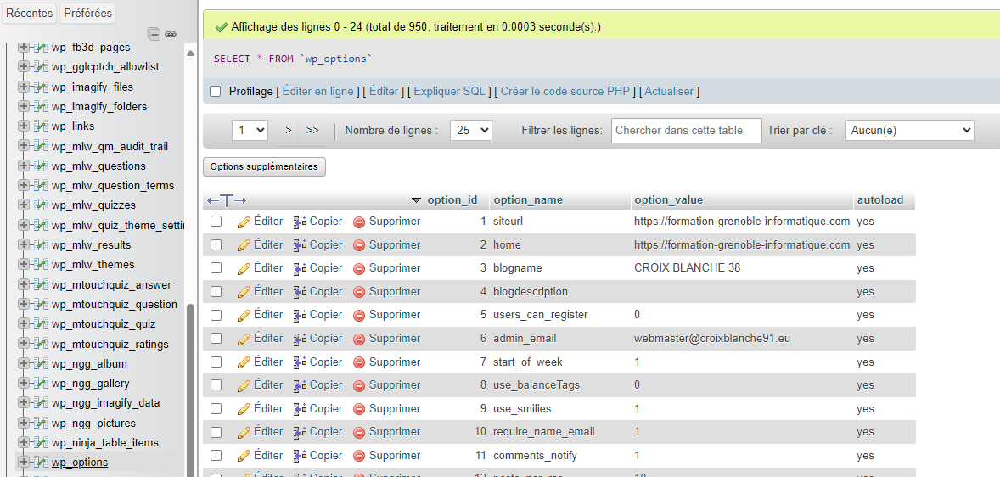 Récentes Préférées
wp_fb3d_pages
wp_gglcptch_allowlist
wp_imagify_files
wp_imagify_folders
wp_links
wp_mlw_qm_audit_trail
wp_mlw_questions
wp_mlw_question_terms
wp_mlw_quizzes
wp_mlw_quiz_theme_settin
wp_mlw_results
wp_mlw_themes
wp_mtouchquiz_answer
wp_mtouchquiz_question
wp_mtouchquiz_quiz
wp_mtouchquiz_ratings
wp_ngg_album
wp_ngg_gallery
wp_ngg_imagify_data
wp_ngg_pictures
wp_ninja_table_items
wp_options
Affichage des lignes 0 - 24 (total de 950, traitement en 0.0003 seconde(s).)
SELECT * FROM `wp_options`
Profilage [ Éditer en ligne ] [ Éditer ] [ Expliquer SQL ] [ Créer le code source PHP ] [ Actualiser ]
1 > >> Nombre de lignes : 25 Filtrer les lignes: Chercher dans cette table Trier par clé : Aucun(e)
Options supplémentaires
option_id option_name option_value autoload
Éditer Copier Supprimer 1 siteurl https://formation-grenoble-informatique.com yes
Éditer Copier Supprimer 2 home https://formation-grenoble-informatique.com yes
Éditer Copier Supprimer 3 blogname CROIX BLANCHE 38 yes
Éditer Copier Supprimer 4 blogdescription yes
Éditer Copier Supprimer 5 users_can_register 0 yes
Éditer Copier Supprimer 6 admin_email webmaster@croixblanche91.eu yes
Éditer Copier Supprimer 7 start_of_week 1 yes
Éditer Copier Supprimer 8 use_balanceTags 0 yes
Éditer Copier Supprimer 9 use_smilies 1 yes
Éditer Copier Supprimer 10 require_name_email 1 yes
Éditer Copier Supprimer 11 comments_notify 1 yes
Éditer Copier Supprimer 12 posts_per_rss 10 yes